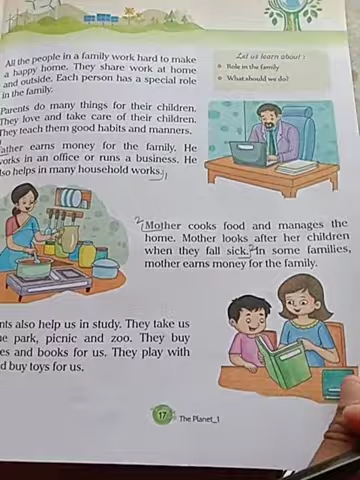 All the people in a family work hard to make
a happy home. They share work at home
and outside. Each person has a special role
in the family.
Let us learn about :
Role in the family
What should we do?
Parents do many things for their children.
They love and take care of their children.
They teach them good habits and manners.
ather earns money for the family. He
orks in an office or runs a business. He
so helps in many household works.
Mother cooks food and manages the
home. Mother looks after her children
when they fall sick. In some families,
mother earns money for the family.
nts also help us in study. They take us
e park, picnic and zoo. They buy
es and books for us. They play with
d buy toys for us.
17 The Planet_1